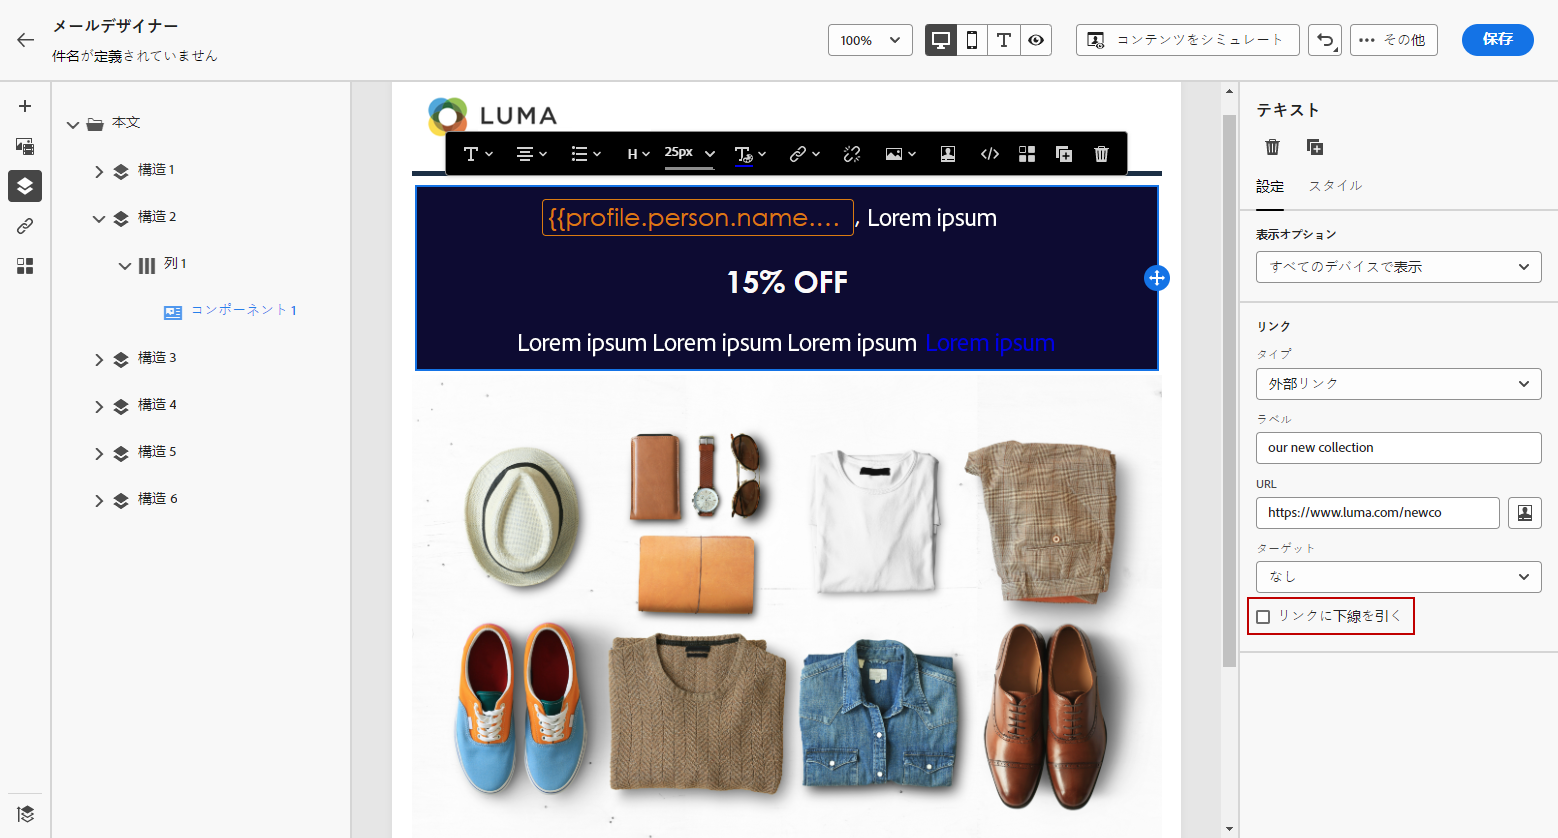 メールデザイナー
件名が定義されていません
100%
コンテンツをシミュレート
その他
保存
本文
構造 1
構造 2
列 1
コンポーネント 1
構造 3
構造 4
構造 5
構造 6
LUMA
H
25px
{{profile.person.name.... , Lorem ipsum
15% OFF
Lorem ipsum Lorem ipsum Lorem ipsum Lorem ipsum
テキスト
設定
スタイル
表示オプション
すべてのデバイスで表示
リンク
タイプ
外部リンク
ラベル
our new collection
URL
https://www.luma.com/newco
ターゲット
なし
リンクに下線を引く